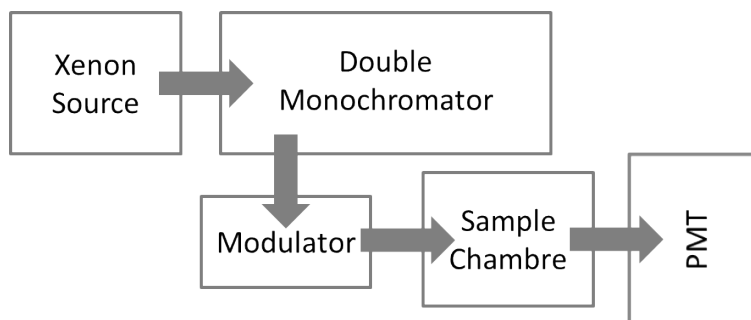 Xenon
Source
Double
Monochromator
Modulator
Sample
Chambre
PMT